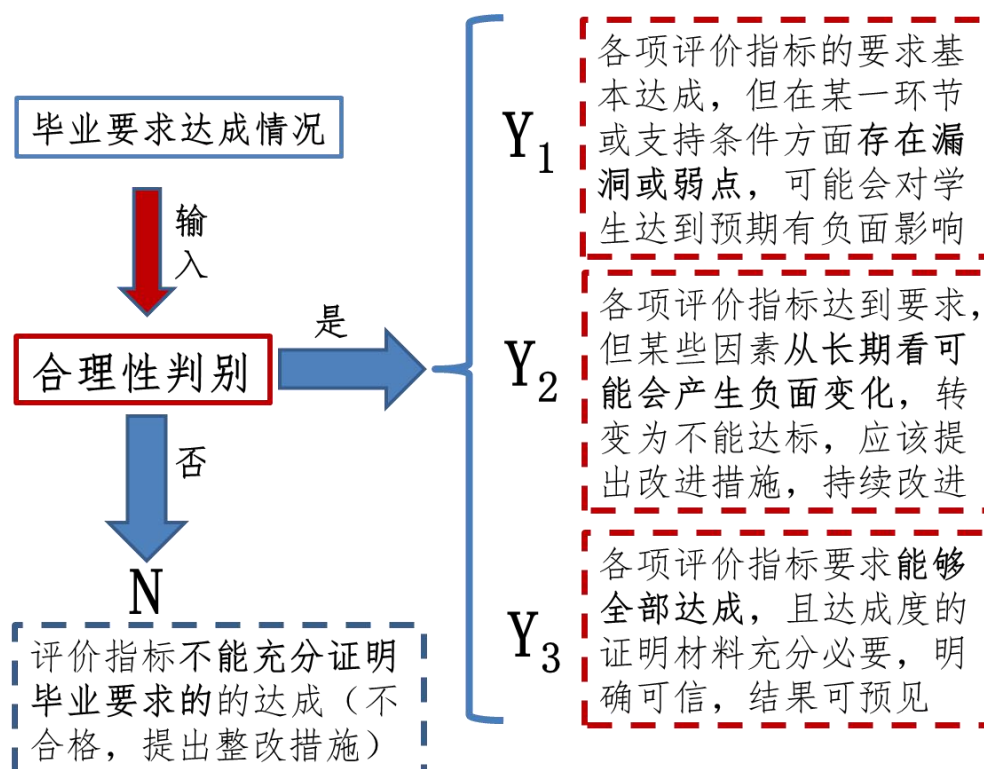 毕业要求达成情况
输
入
合理性判别
是
否
N
评价指标不能充分证明
毕业要求的的达成（不
合格，提出整改措施）
Y1
各项评价指标的要求基
本达成，但在某一环节
或支持条件方面存在漏
洞或弱点，可能会对学
生达到预期有负面影响
Y2
各项评价指标达到要求，
但某些因素从长期看可
能会产生负面变化，转
变为不能达标，应该提
出改进措施，持续改进
Y3
各项评价指标要求能够
全部达成，且达成度的
证明材料充分必要，明
确可信，结果可预见